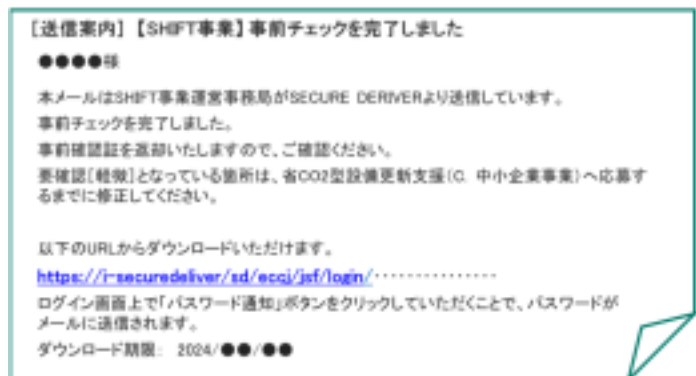 [送信案内]【SHIFT事業】事前チェックを完了しました
●●●●様
本メールはSHIFT事業運営事務局がSECURE DERIVERより送信しています。
事前チェックを完了しました。
事前確認証を返却いたしますので、ご確認ください。
要確認[軽微]となっている箇所は、省CO2型設備更新支援(C. 中小企業事業)へ応募す
るまでに修正してください。
以下のURLからダウンロードいただけます。
https://i-securedeliver/sd/eccj/jsf/login/・・・・・・・・・・・・・・・
ログイン画面上で「パスワード通知」ボタンをクリックしていただくことで、パスワードが
メールに送信されます。
ダウンロード期限: 2024/●●/●●